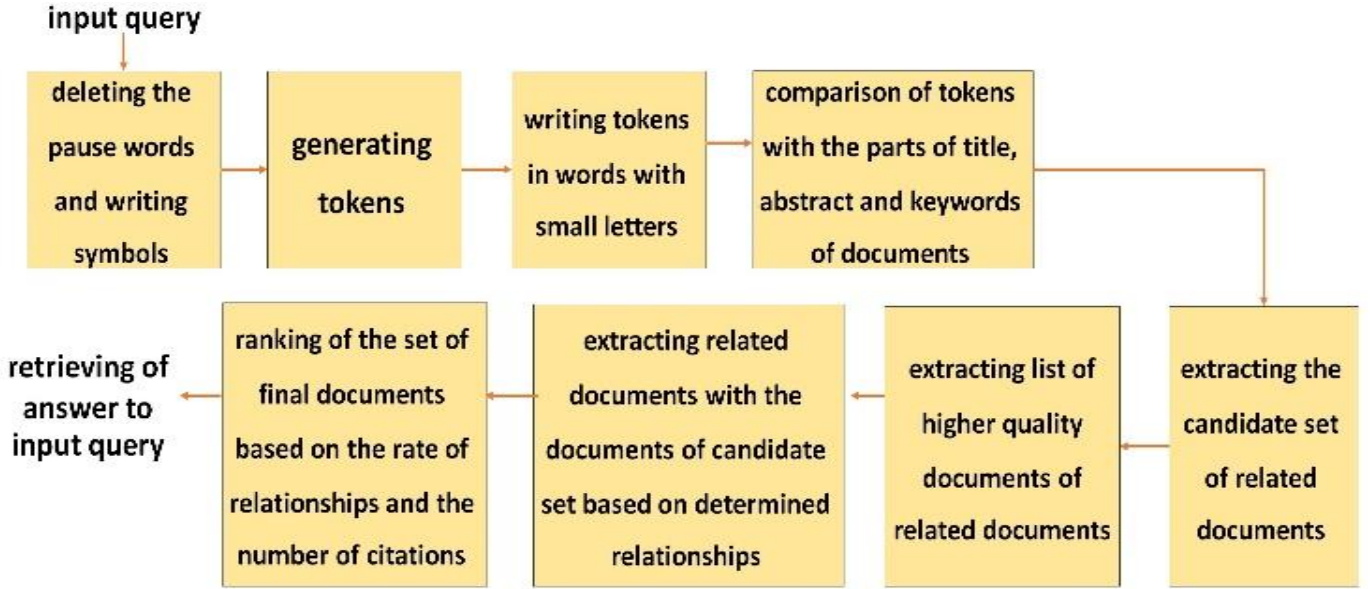 input query
deleting the
pause words
and writing
symbols
generating
tokens
writing tokens
in words with
small letters
comparison of tokens
with the parts of title,
abstract and keywords
of documents
extracting the
candidate set
of related
documents
extracting list of
higher quality
documents of
related documents
extracting related
documents with the
documents of candidate
set based on determined
relationships
ranking of the set of
final documents
based on the rate of
relationships and the
number of citations
retrieving of
answer to
input query